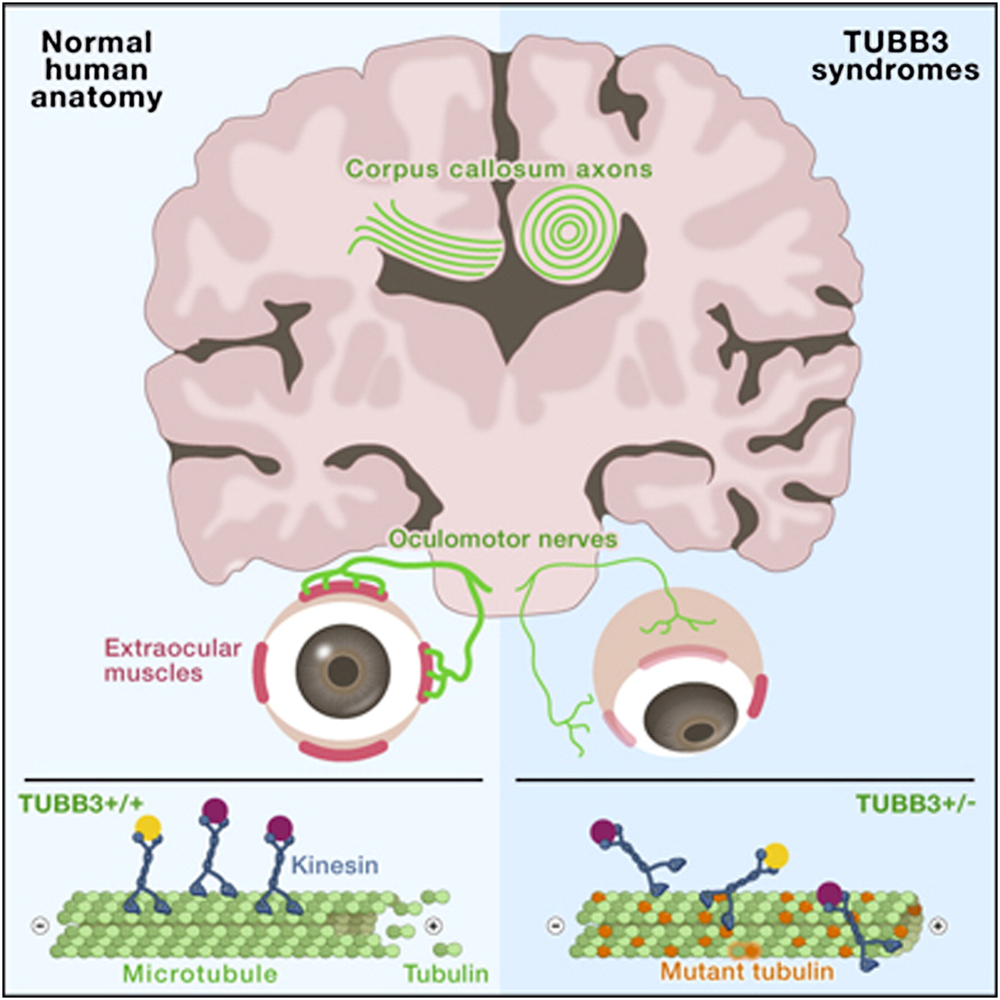 Normal
human
anatomy
TUBB3
syndromes
Corpus callosum axons
Oculomotor nerves
Extraocular
muscles
TUBB3+/+
TUBB3+/-
Kinesin
−
+
−
+
Microtubule
Tubulin
Mutant tubulin